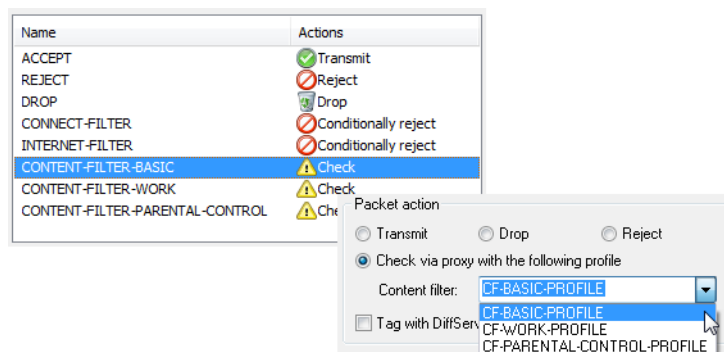 Name Actions
ACCEPT Transmit
REJECT Reject
DROP Drop
CONNECT-FILTER Conditionally reject
INTERNET-FILTER Conditionally reject
CONTENT-FILTER-BASIC Check
CONTENT-FILTER-WORK Check
CONTENT-FILTER-PARENTAL-CONTROL Che
Packet action
Transmit Drop Reject
Check via proxy with the following profile
Content filter: CF-BASIC-PROFILE
CF-BASIC-PROFILE
Tag with DiffServ
CF-WORK-PROFILE
CF-PARENTAL-CONTROL-PROFILE